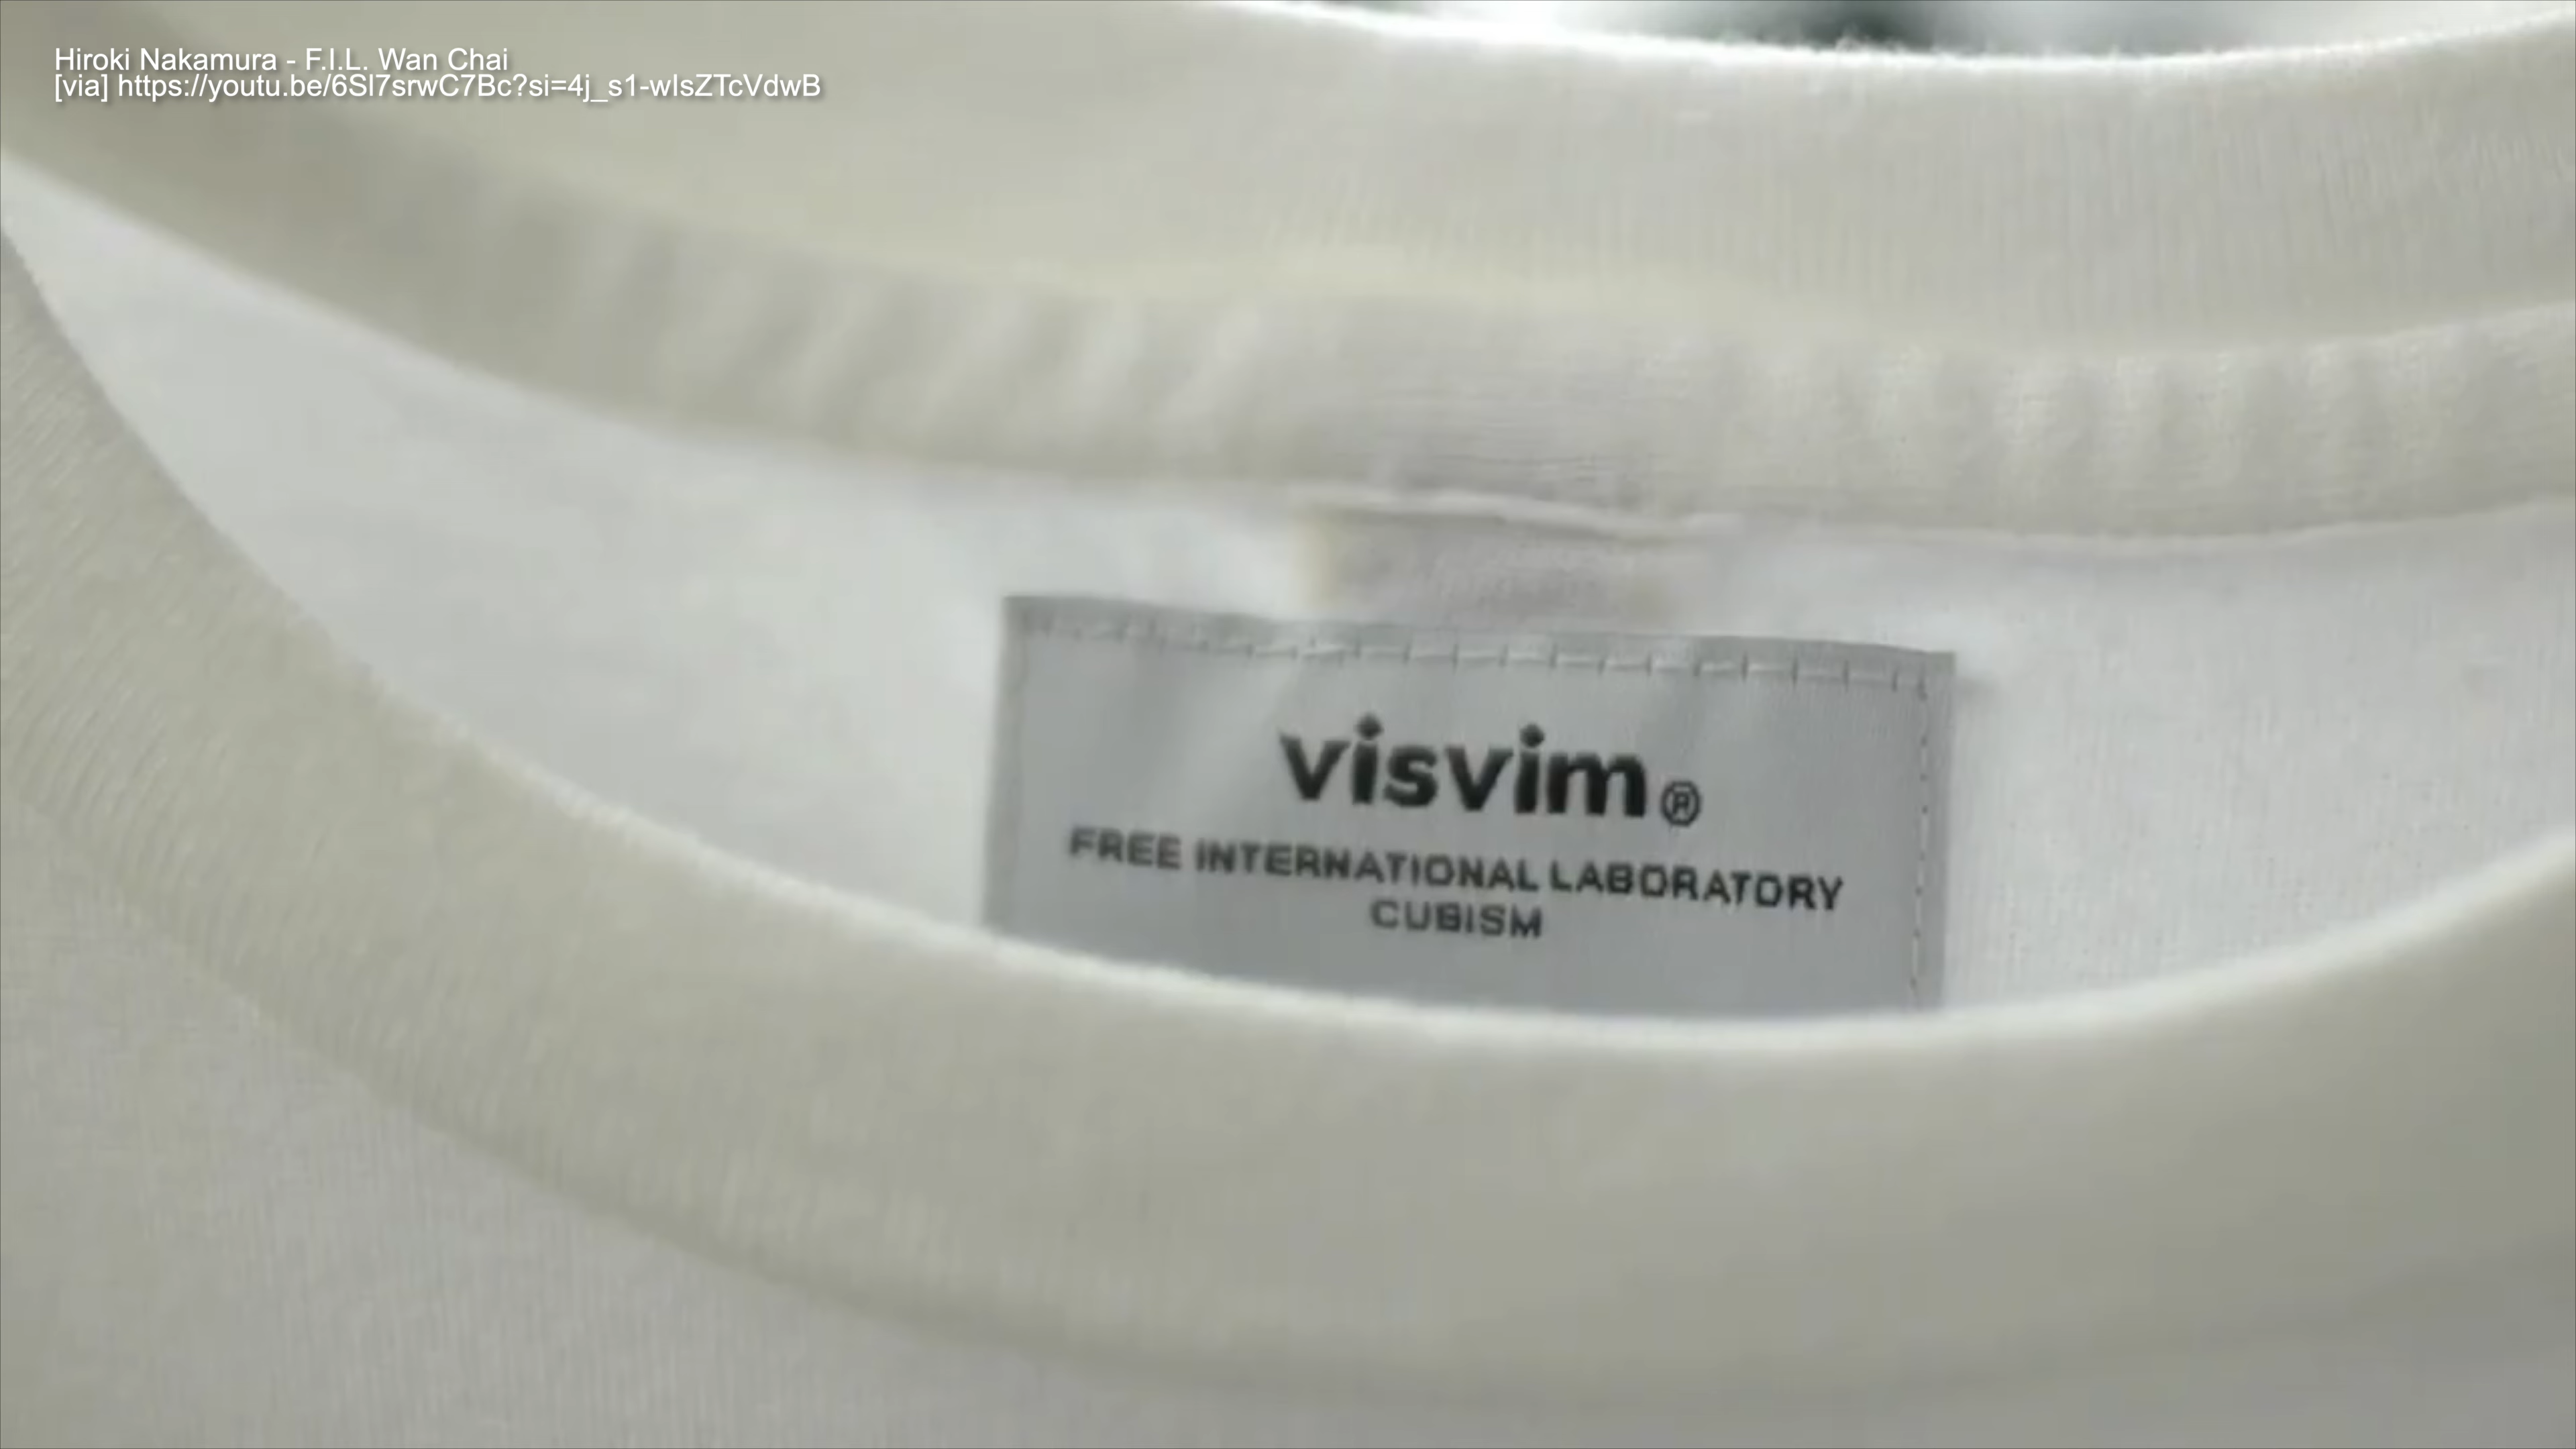 Hiroki Nakamura - F.I.L. Wan Chai
[via] https://youtu.be/6Sl7srwC7Bc?si=4j_s1-wIsZTcVdwB
visvim®
FREE INTERNATIONAL LABORATORY
CUBISM